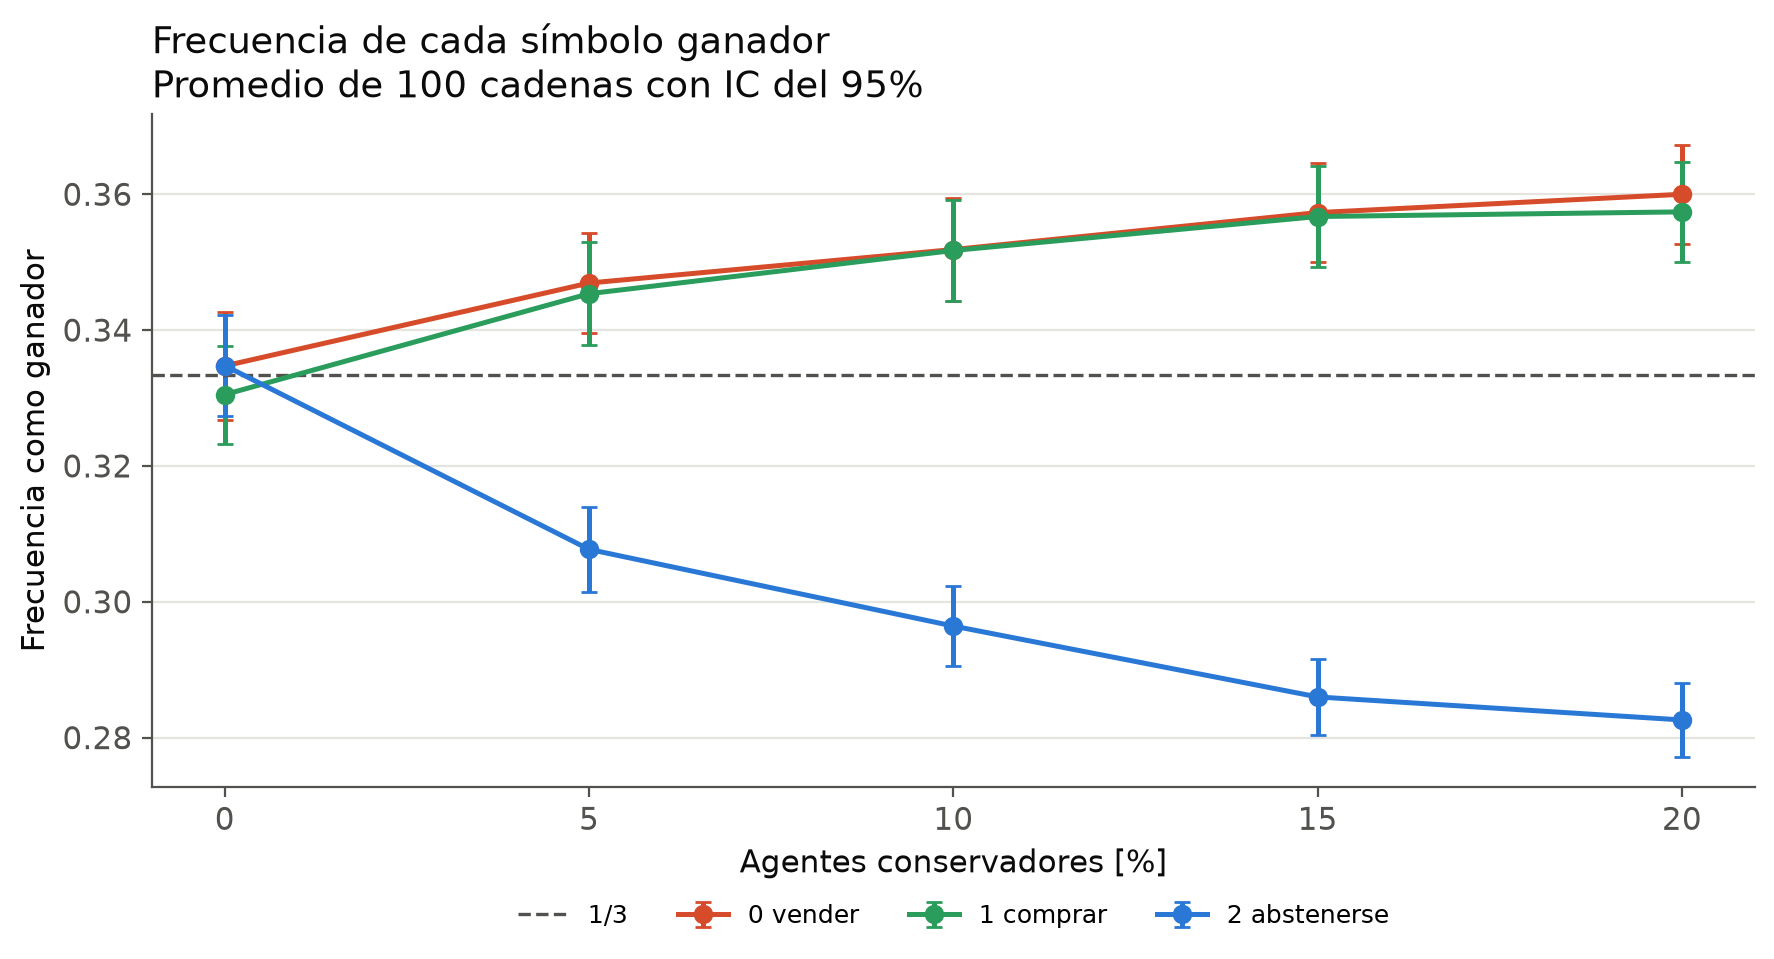 Frecuencia de cada símbolo ganador
Promedio de 100 cadenas con IC del 95%
Frecuencia como ganador
0.36
0.34
0.32
0.30
0.28
0
5
10
15
20
Agentes conservadores [%]
1/3
0 vender
1 comprar
2 abstenerse